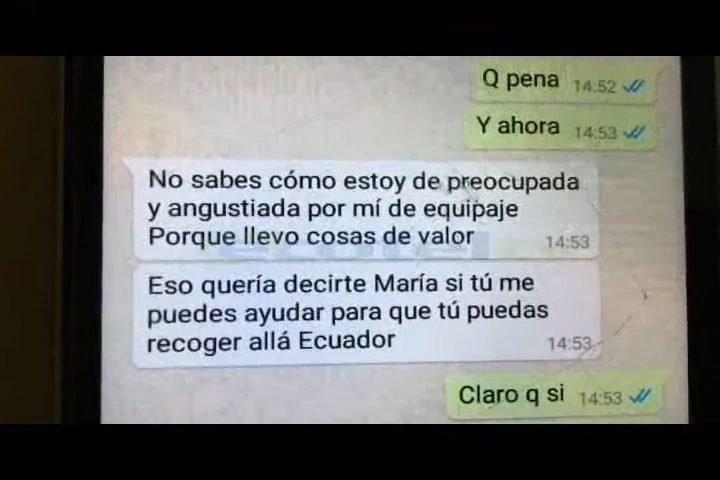 Q pena 14:52
Y ahora 14:53
No sabes cómo estoy de preocupada
y angustiada por mí de equipaje
Porque llevo cosas de valor 14:53
Eso quería decirte María si tú me
puedes ayudar para que tú puedas
recoger allá Ecuador 14:53
Claro q si 14:53